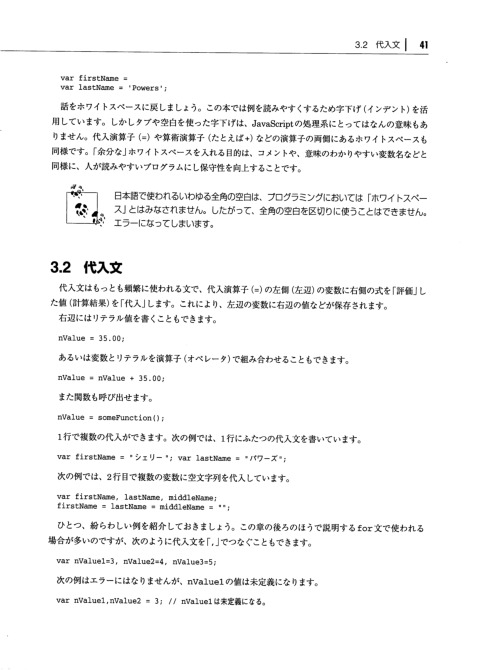 3.2 代入文 41
var firstName =
var lastName = 'Powers';
話をホワイトスペースに戻しましょう。この本では例を読みやすくするため字下げ(インデント)を活
用しています。しかしタブや空白を使った字下げは、JavaScriptの処理系にとってはなんの意味もあ
りません。代入演算子(=)や算術演算子(たとえば+)などの演算子の両側にあるホワイトスペースも
同様です。「余分な」ホワイトスペースを入れる目的は、コメントや、意味のわかりやすい変数名などと
同様に、人が読みやすいプログラムにし保守性を向上することです。
日本語で使われるいわゆる全角の空白は、プログラミングにおいては「ホワイトスペー
ス」とはみなされません。したがって、全角の空白を区切りに使うことはできません。
エラーになってしまいます。
3.2 代入文
代入文はもっとも頻繁に使われる文で、代入演算子(=)の左側(左辺)の変数に右側の式を「評価」し
た値(計算結果)を「代入」します。これにより、左辺の変数に右辺の値などが保存されます。
右辺にはリテラル値を書くこともできます。
nValue = 35.00;
あるいは変数とリテラルを演算子(オペレータ)で組み合わせることもできます。
nValue = nValue + 35.00;
また関数も呼び出せます。
nValue = someFunction();
1行で複数の代入ができます。次の例では、1行にふたつの代入文を書いています。
var firstName = "シェリー"; var lastName = "パワーズ";
次の例では、2行目で複数の変数に空文字列を代入しています。
var firstName, lastName, middleName;
firstName = lastName = middleName = "";
ひとつ、紛らわしい例を紹介しておきましょう。この章の後ろのほうで説明するfor文で使われる
場合が多いのですが、次のように代入文を「,」でつなぐこともできます。
var nValue1=3, nValue2=4, nValue3=5;
次の例はエラーにはなりませんが、nValue1の値は未定義になります。
var nValue1,nValue2 = 3; // nValue1は未定義になる。